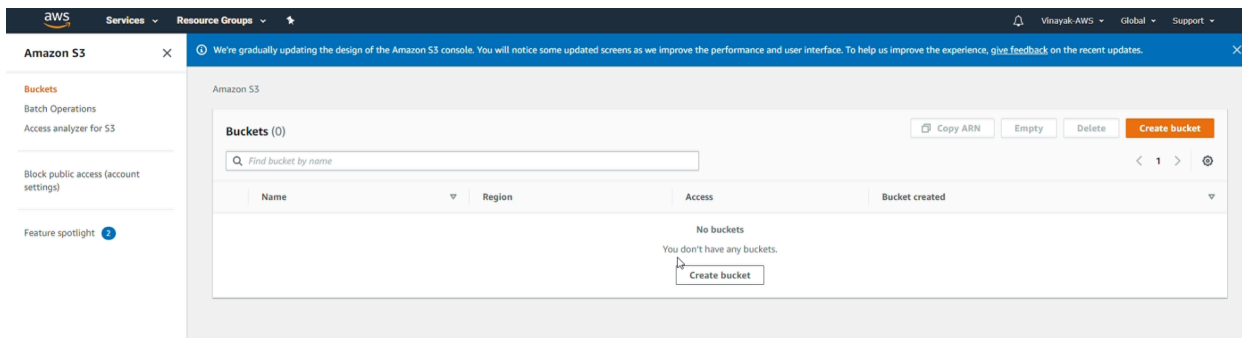 aws Services Resource Groups Vinayak-AWS Global Support
Amazon S3
We're gradually updating the design of the Amazon S3 console. You will notice some updated screens as we improve the performance and user interface. To help us improve the experience, give feedback on the recent updates.
Buckets
Batch Operations
Access analyzer for S3
Block public access (account
settings)
Feature spotlight 2
Amazon S3
Buckets (0)
Copy ARN Empty Delete Create bucket
Find bucket by name
1
Name Region Access Bucket created
No buckets
You don't have any buckets.
Create bucket